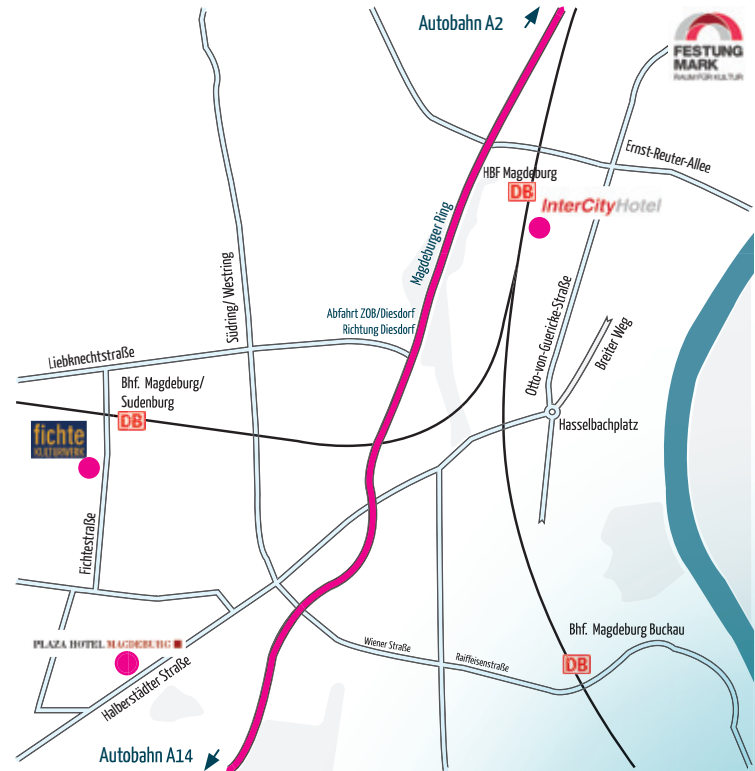 Autobahn A2
FESTUNG
MARK
RAUM FÜR KULTUR
Ernst-Reuter-Allee
HBF Magdeburg
DB
InterCityHotel
Magdeburger Ring
Südring/Westring
Abfahrt ZOB/Diesdorf
Richtung Diesdorf
Otto-von-Guericke-Straße
Breiter Weg
Liebknechtstraße
Bhf. Magdeburg/
Sudenburg
DB
Hasselbachplatz
fichte
KULTURWERK
Fichtestraße
Bhf. Magdeburg Buckau
DB
Wiener Straße
Raiffeisenstraße
PLAZA HOTEL MAGDEBURG
Halberstädter Straße
Autobahn A14